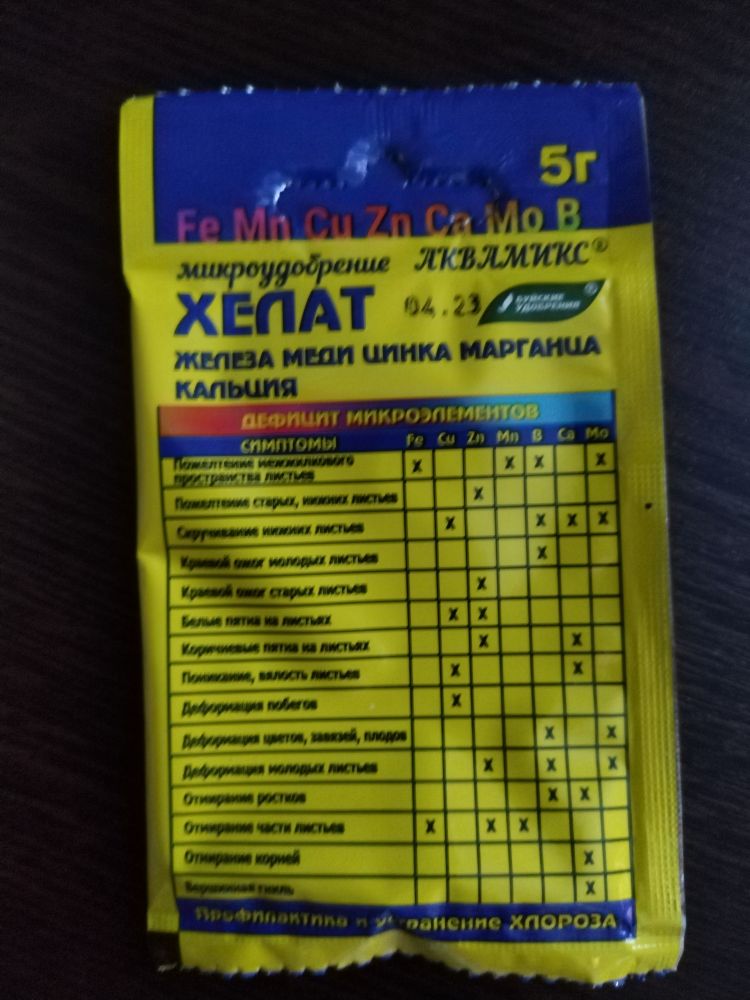 5г
Fe Mn Cu Zn Ca Mo B
микроудобрение АКВАМИКС®
ХЕЛАТ 04.23 БУЙСКИЕ УДОБРЕНИЯ ®
ЖЕЛЕЗА МЕДИ ЦИНКА МАРГАНЦА
КАЛЬЦИЯ
ДЕФИЦИТ МИКРОЭЛЕМЕНТОВ
СИМПТОМЫ Fe Cu Zn Mn B Ca Mo
Пожелтение межжилкового
пространства листьев X X X X
Пожелтение старых, нижних листьев X
Скручивание нижних листьев X X X X
Краевой ожог молодых листьев X
Краевой ожог старых листьев X
Белые пятна на листьях X X
Коричневые пятна на листьях X X
Поникание, вялость листьев X X
Деформация побегов X
Деформация цветов, завязей, плодов X X
Деформация молодых листьев X X X
Отмирание ростков X X
Отмирание части листьев X X X
Отмирание корней X
Вершинная гниль X
Профилактика и устранение ХЛОРОЗА